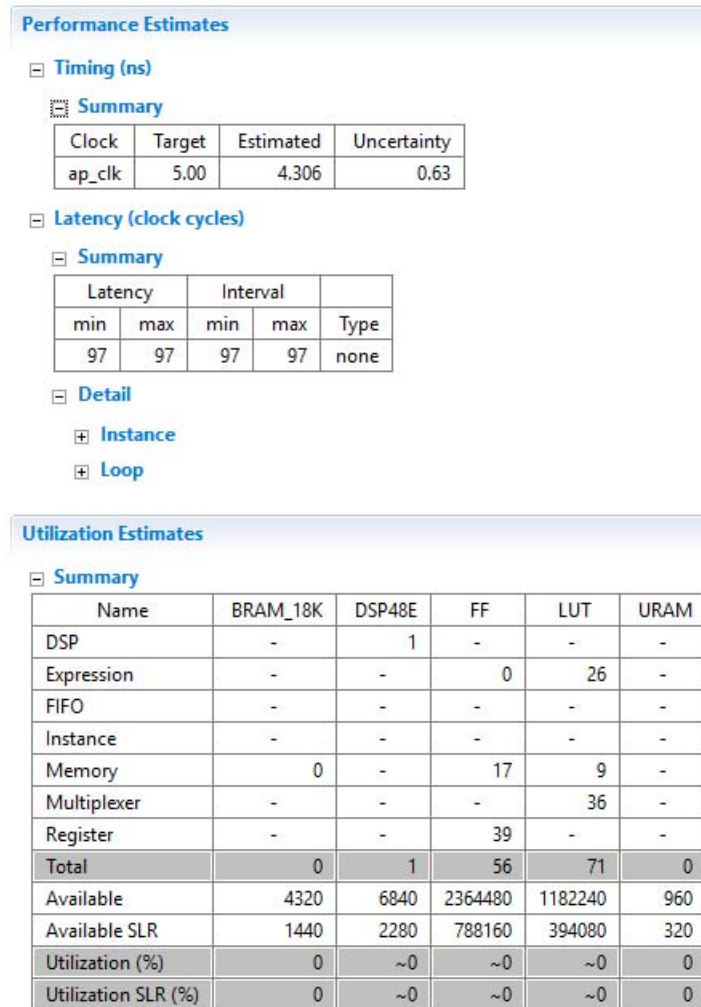 Performance Estimates
Timing (ns)
Summary
Clock Target Estimated Uncertainty
ap_clk 5.00 4.306 0.63
Latency (clock cycles)
Summary
Latency Interval
min max min max Type
97 97 97 97 none
Detail
Instance
Loop
Utilization Estimates
Summary
Name BRAM_18K DSP48E FF LUT URAM
DSP - 1 - - -
Expression - - 0 26 -
FIFO - - - - -
Instance - - - - -
Memory 0 - 17 9 -
Multiplexer - - - 36 -
Register - - 39 - -
Total 0 1 56 71 0
Available 4320 6840 2364480 1182240 960
Available SLR 1440 2280 788160 394080 320
Utilization (%) 0 ~0 ~0 ~0 0
Utilization SLR (%) 0 ~0 ~0 ~0 0